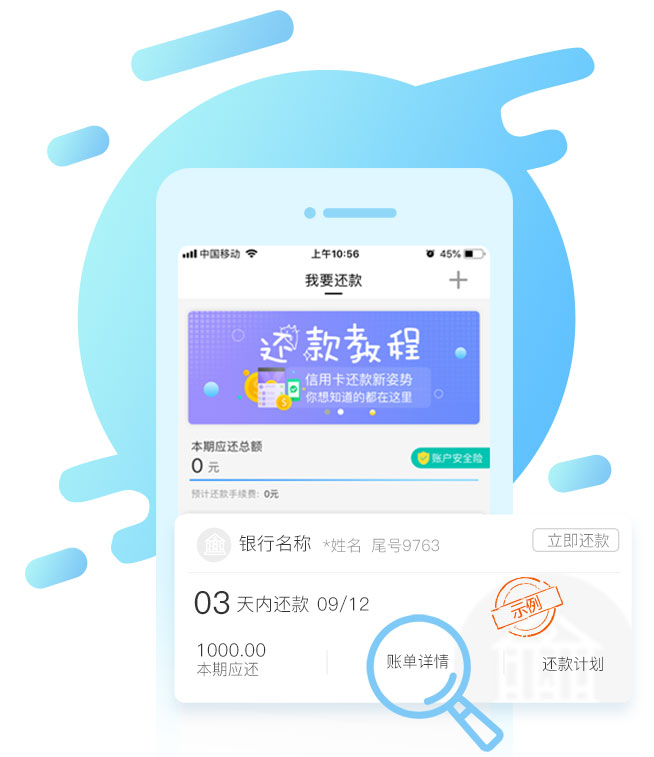 中国移动 上午10:56 45%
我要还款
还款教程
信用卡还款新姿势
你想知道的都在这里
本期应还总额
0 元
账户安全险
预计还款手续费: 0元
银行名称 *姓名 尾号9763 立即还款
03 天内还款 09/12
示例
1000.00
本期应还
账单详情
还款计划